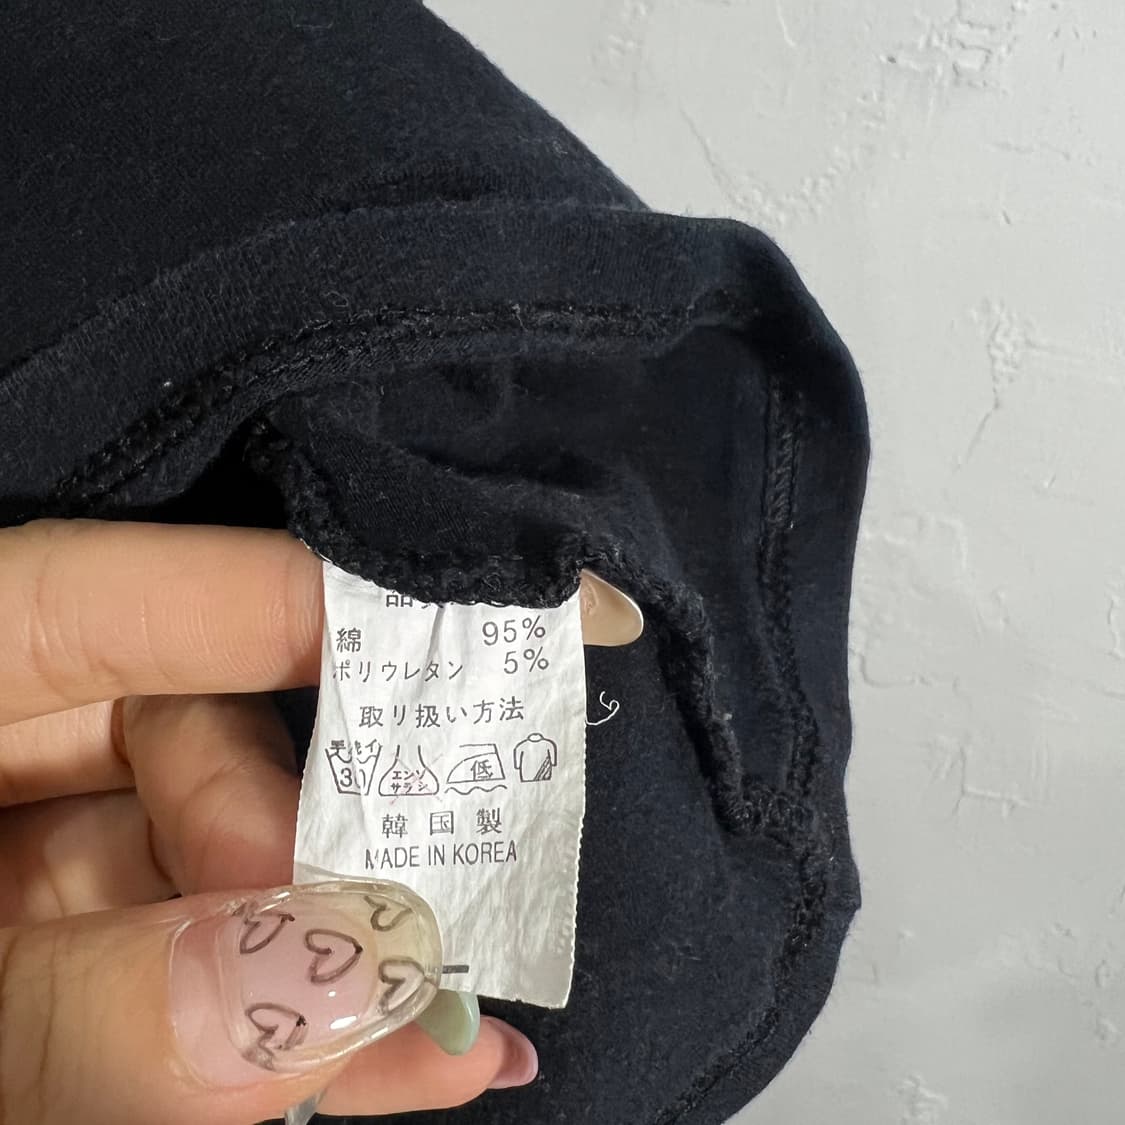 綿 95%
ポリウレタン 5%
取り扱い方法
30
エンソ
サラシ
低
韓国製
MADE IN KOREA